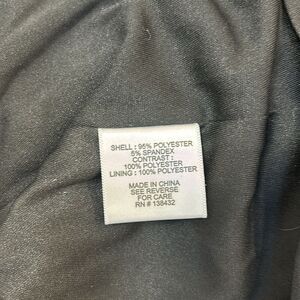 SHELL : 95% POLYESTER
5% SPANDEX
CONTRAST :
100% POLYESTER
LINING : 100% POLYESTER
MADE IN CHINA
SEE REVERSE
FOR CARE
RN # 138432